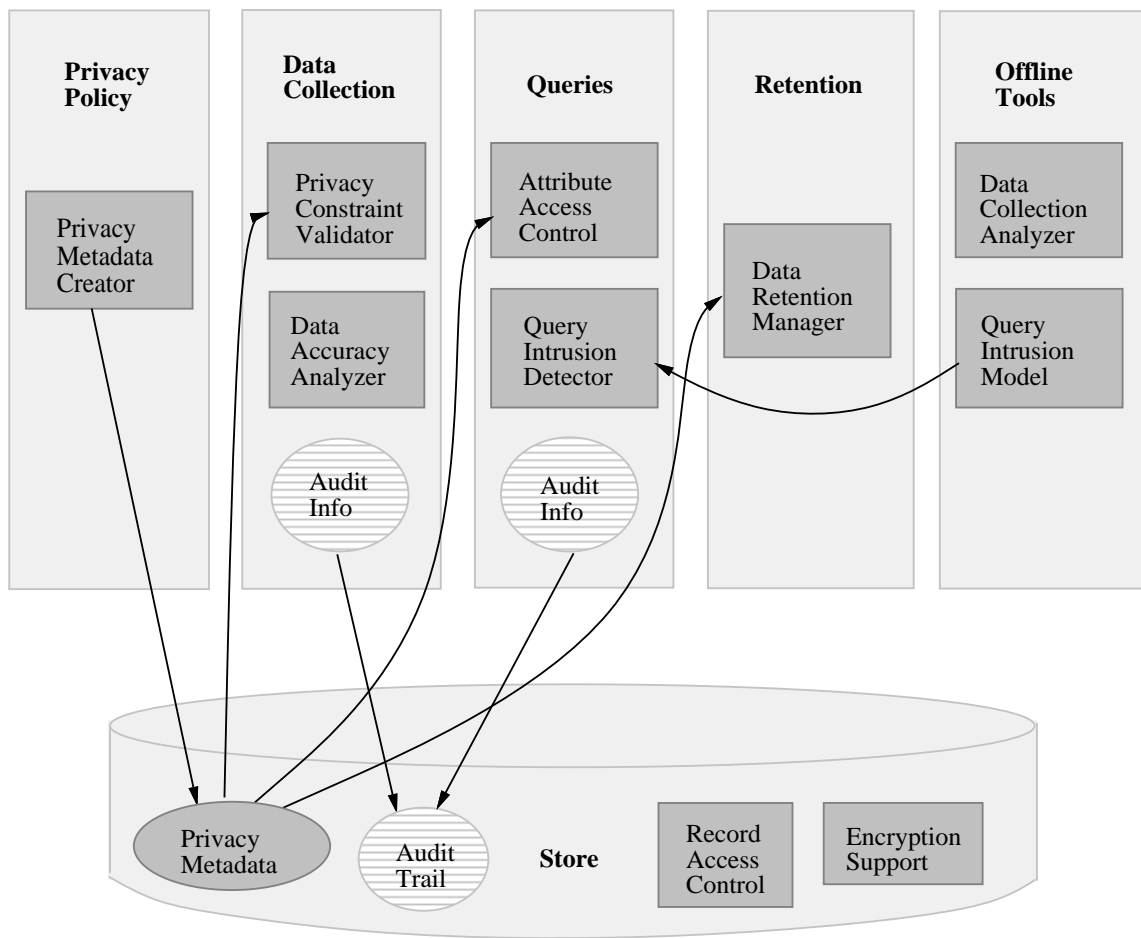 Privacy
Policy
Privacy
Metadata
Creator
Data
Collection
Privacy
Constraint
Validator
Data
Accuracy
Analyzer
Audit
Info
Queries
Attribute
Access
Control
Query
Intrusion
Detector
Audit
Info
Retention
Data
Retention
Manager
Offline
Tools
Data
Collection
Analyzer
Query
Intrusion
Model
Privacy
Metadata
Audit
Trail
Store
Record
Access
Control
Encryption
Support